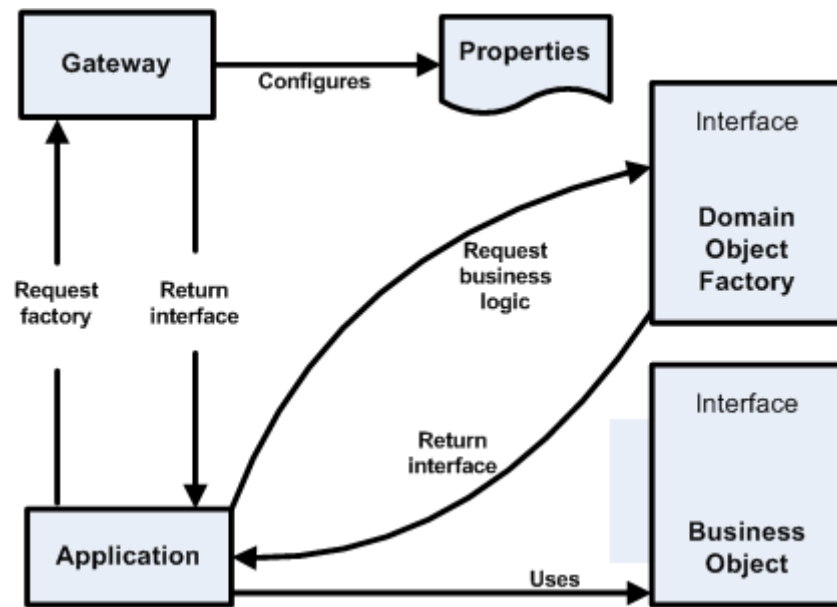 Gateway
Configures
Properties
Interface
Domain
Object
Factory
Request
business
logic
Request
factory
Return
interface
Return
interface
Interface
Business
Object
Application
Uses